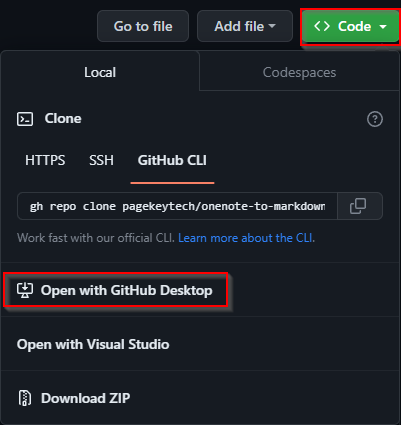 Go to file
Add file
Code
Local
Codespaces
Clone
HTTPS
SSH
GitHub CLI
gh repo clone pagekeytech/onenote-to-markdown
Work fast with our official CLI. Learn more about the CLI.
Open with GitHub Desktop
Open with Visual Studio
Download ZIP